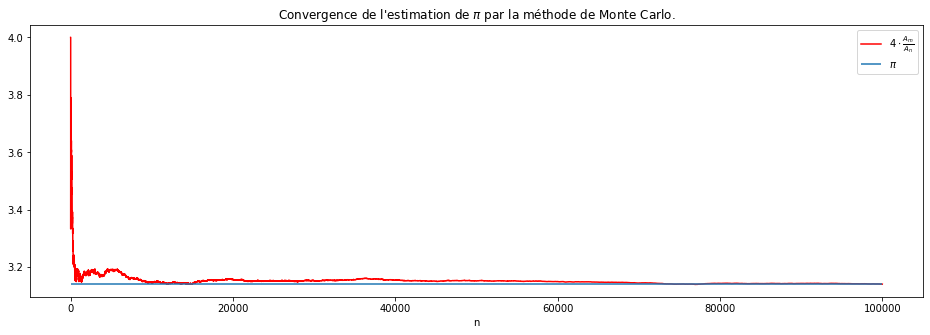 Convergence de l'estimation de π par la méthode de Monte Carlo.
4 · Aₘ/Aₙ
π
4.0
3.8
3.6
3.4
3.2
0 20000 40000 60000 80000 100000
n